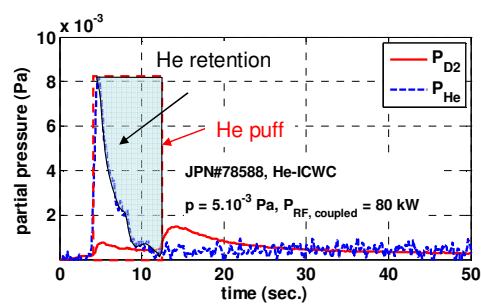 10 x 10⁻³
8
6
4
2
0 10 20 30 40 50
partial pressure (Pa)
time (sec.)
He retention
He puff
P_D2
P_He
JPN#78588, He-ICWC
p = 5.10⁻³ Pa, P_RF, coupled = 80 kW